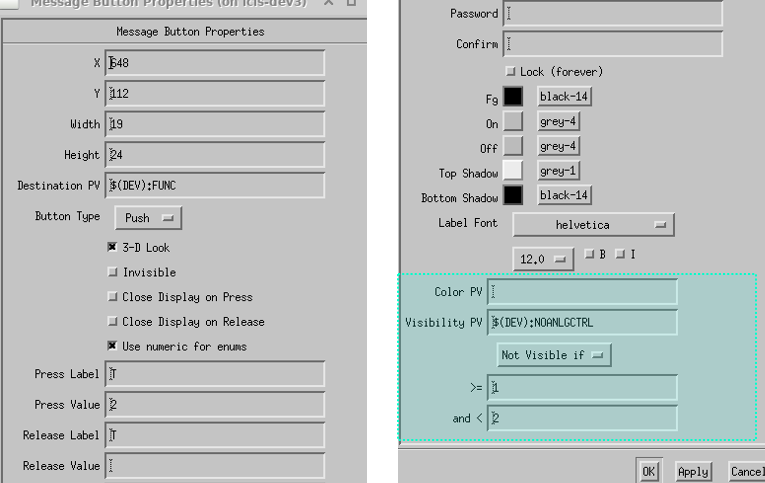 Message Button Properties (on lcls-dev3)
Message Button Properties
X 648
Y 112
Width 19
Height 24
Destination PV $(DEV):FUNC
Button Type Push
3-D Look
Invisible
Close Display on Press
Close Display on Release
Use numeric for enums
Press Label T
Press Value 2
Release Label T
Release Value
Password
Confirm
Lock (forever)
Fg black-14
On grey-4
Off grey-4
Top Shadow grey-1
Bottom Shadow black-14
Label Font helvetica
12.0 B I
Color PV
Visibility PV $(DEV):NOANLGCTRL
Not Visible if
>= 1
and < 2
OK Apply Cancel